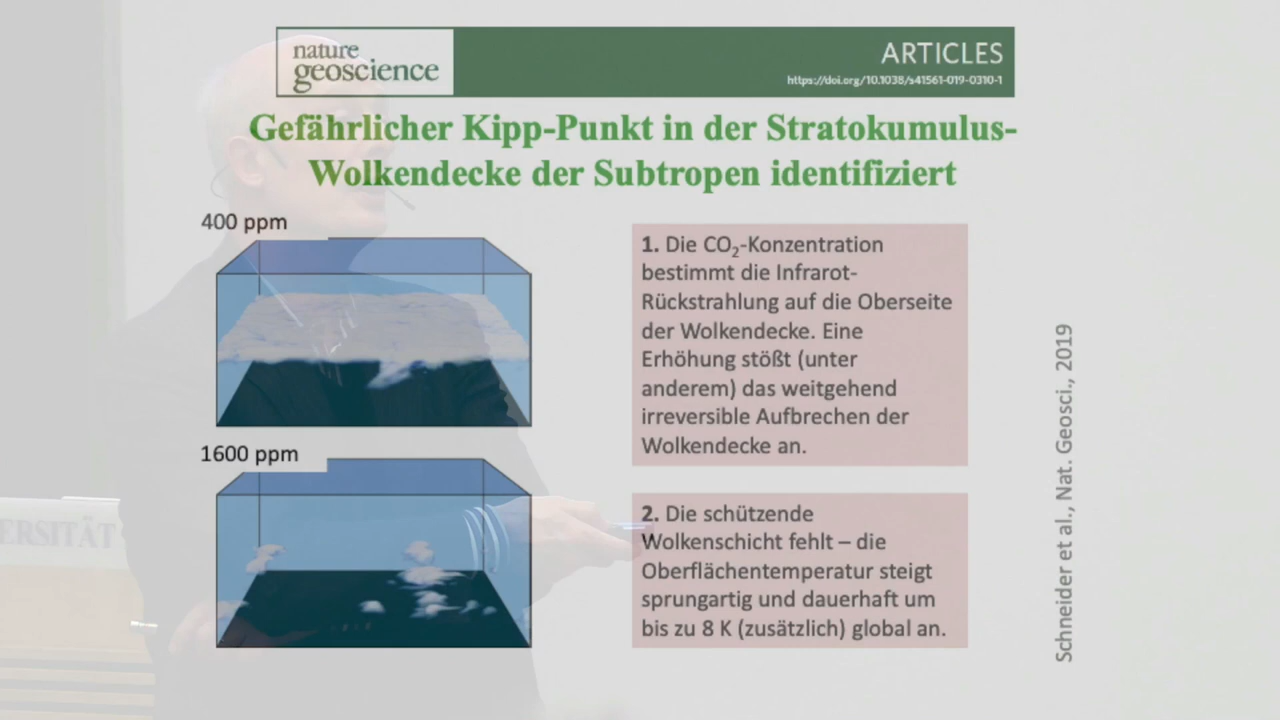 nature
geoscience
ARTICLES
https://doi.org/10.1038/s41561-019-0310-1
Gefährlicher Kipp-Punkt in der Stratokumulus-
Wolkendecke der Subtropen identifiziert
400 ppm
1600 ppm
1. Die CO₂-Konzentration
bestimmt die Infrarot-
Rückstrahlung auf die Oberseite
der Wolkendecke. Eine
Erhöhung stößt (unter
anderem) das weitgehend
irreversible Aufbrechen der
Wolkendecke an.
2. Die schützende
Wolkenschicht fehlt – die
Oberflächentemperatur steigt
sprungartig und dauerhaft um
bis zu 8 K (zusätzlich) global an.
Schneider et al., Nat. Geosci., 2019
ERSITÄT